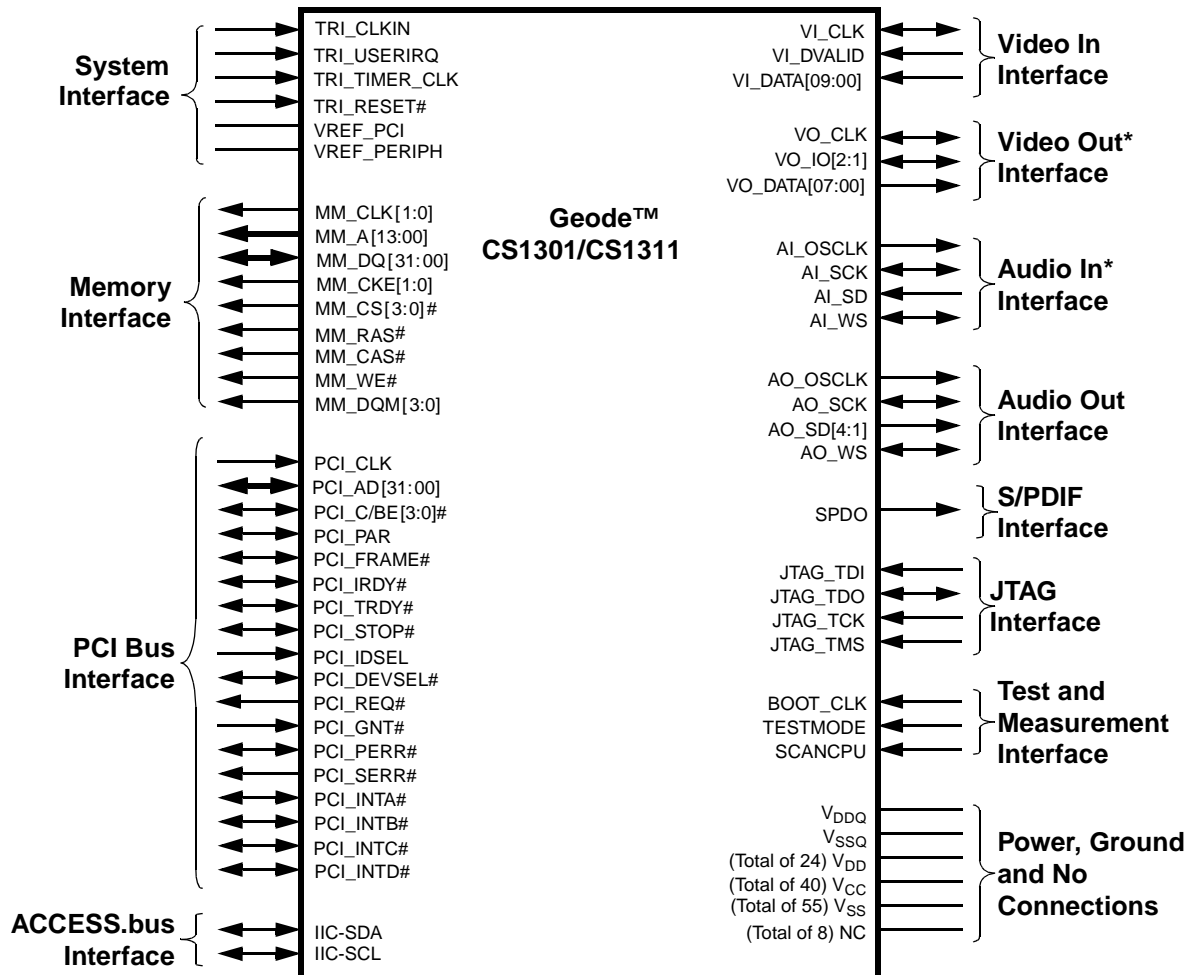 System
Interface
TRI_CLKIN
TRI_USERIRQ
TRI_TIMER_CLK
TRI_RESET#
VREF_PCI
VREF_PERIPH
Memory
Interface
MM_CLK[1:0]
MM_A[13:00]
MM_DQ[31:00]
MM_CKE[1:0]
MM_CS[3:0]#
MM_RAS#
MM_CAS#
MM_WE#
MM_DQM[3:0]
PCI Bus
Interface
PCI_CLK
PCI_AD[31:00]
PCI_C/BE[3:0]#
PCI_PAR
PCI_FRAME#
PCI_IRDY#
PCI_TRDY#
PCI_STOP#
PCI_IDSEL
PCI_DEVSEL#
PCI_REQ#
PCI_GNT#
PCI_PERR#
PCI_SERR#
PCI_INTA#
PCI_INTB#
PCI_INTC#
PCI_INTD#
ACCESS.bus
Interface
IIC-SDA
IIC-SCL
Geode™
CS1301/CS1311
VI_CLK
VI_DVALID
VI_DATA[09:00]
Video In
Interface
VO_CLK
VO_IO[2:1]
VO_DATA[07:00]
Video Out*
Interface
AI_OSCLK
AI_SCK
AI_SD
AI_WS
Audio In*
Interface
AO_OSCLK
AO_SCK
AO_SD[4:1]
AO_WS
Audio Out
Interface
SPDO
S/PDIF
Interface
JTAG_TDI
JTAG_TDO
JTAG_TCK
JTAG_TMS
JTAG
Interface
BOOT_CLK
TESTMODE
SCANCPU
Test and
Measurement
Interface
VDDQ
VSSQ
(Total of 24) VDD
(Total of 40) VCC
(Total of 55) VSS
(Total of 8) NC
Power, Ground
and No
Connections